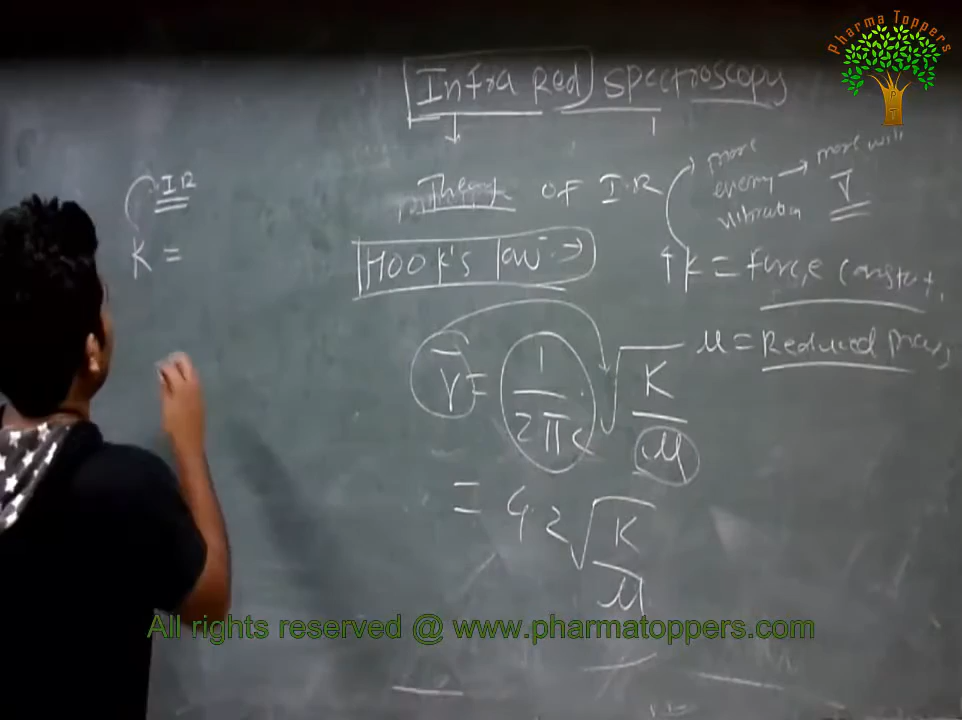 Pharma Toppers
P T
Infra Red spectroscopy
Theory of I.R
more energy vibration → more will ν̅
IR
K =
HOOK's law →
↑ K = Force constant,
μ = Reduced mass,
ν̅ = 1/2πc √K/μ
= 4.2 √K/μ
All rights reserved @ www.pharmatoppers.com